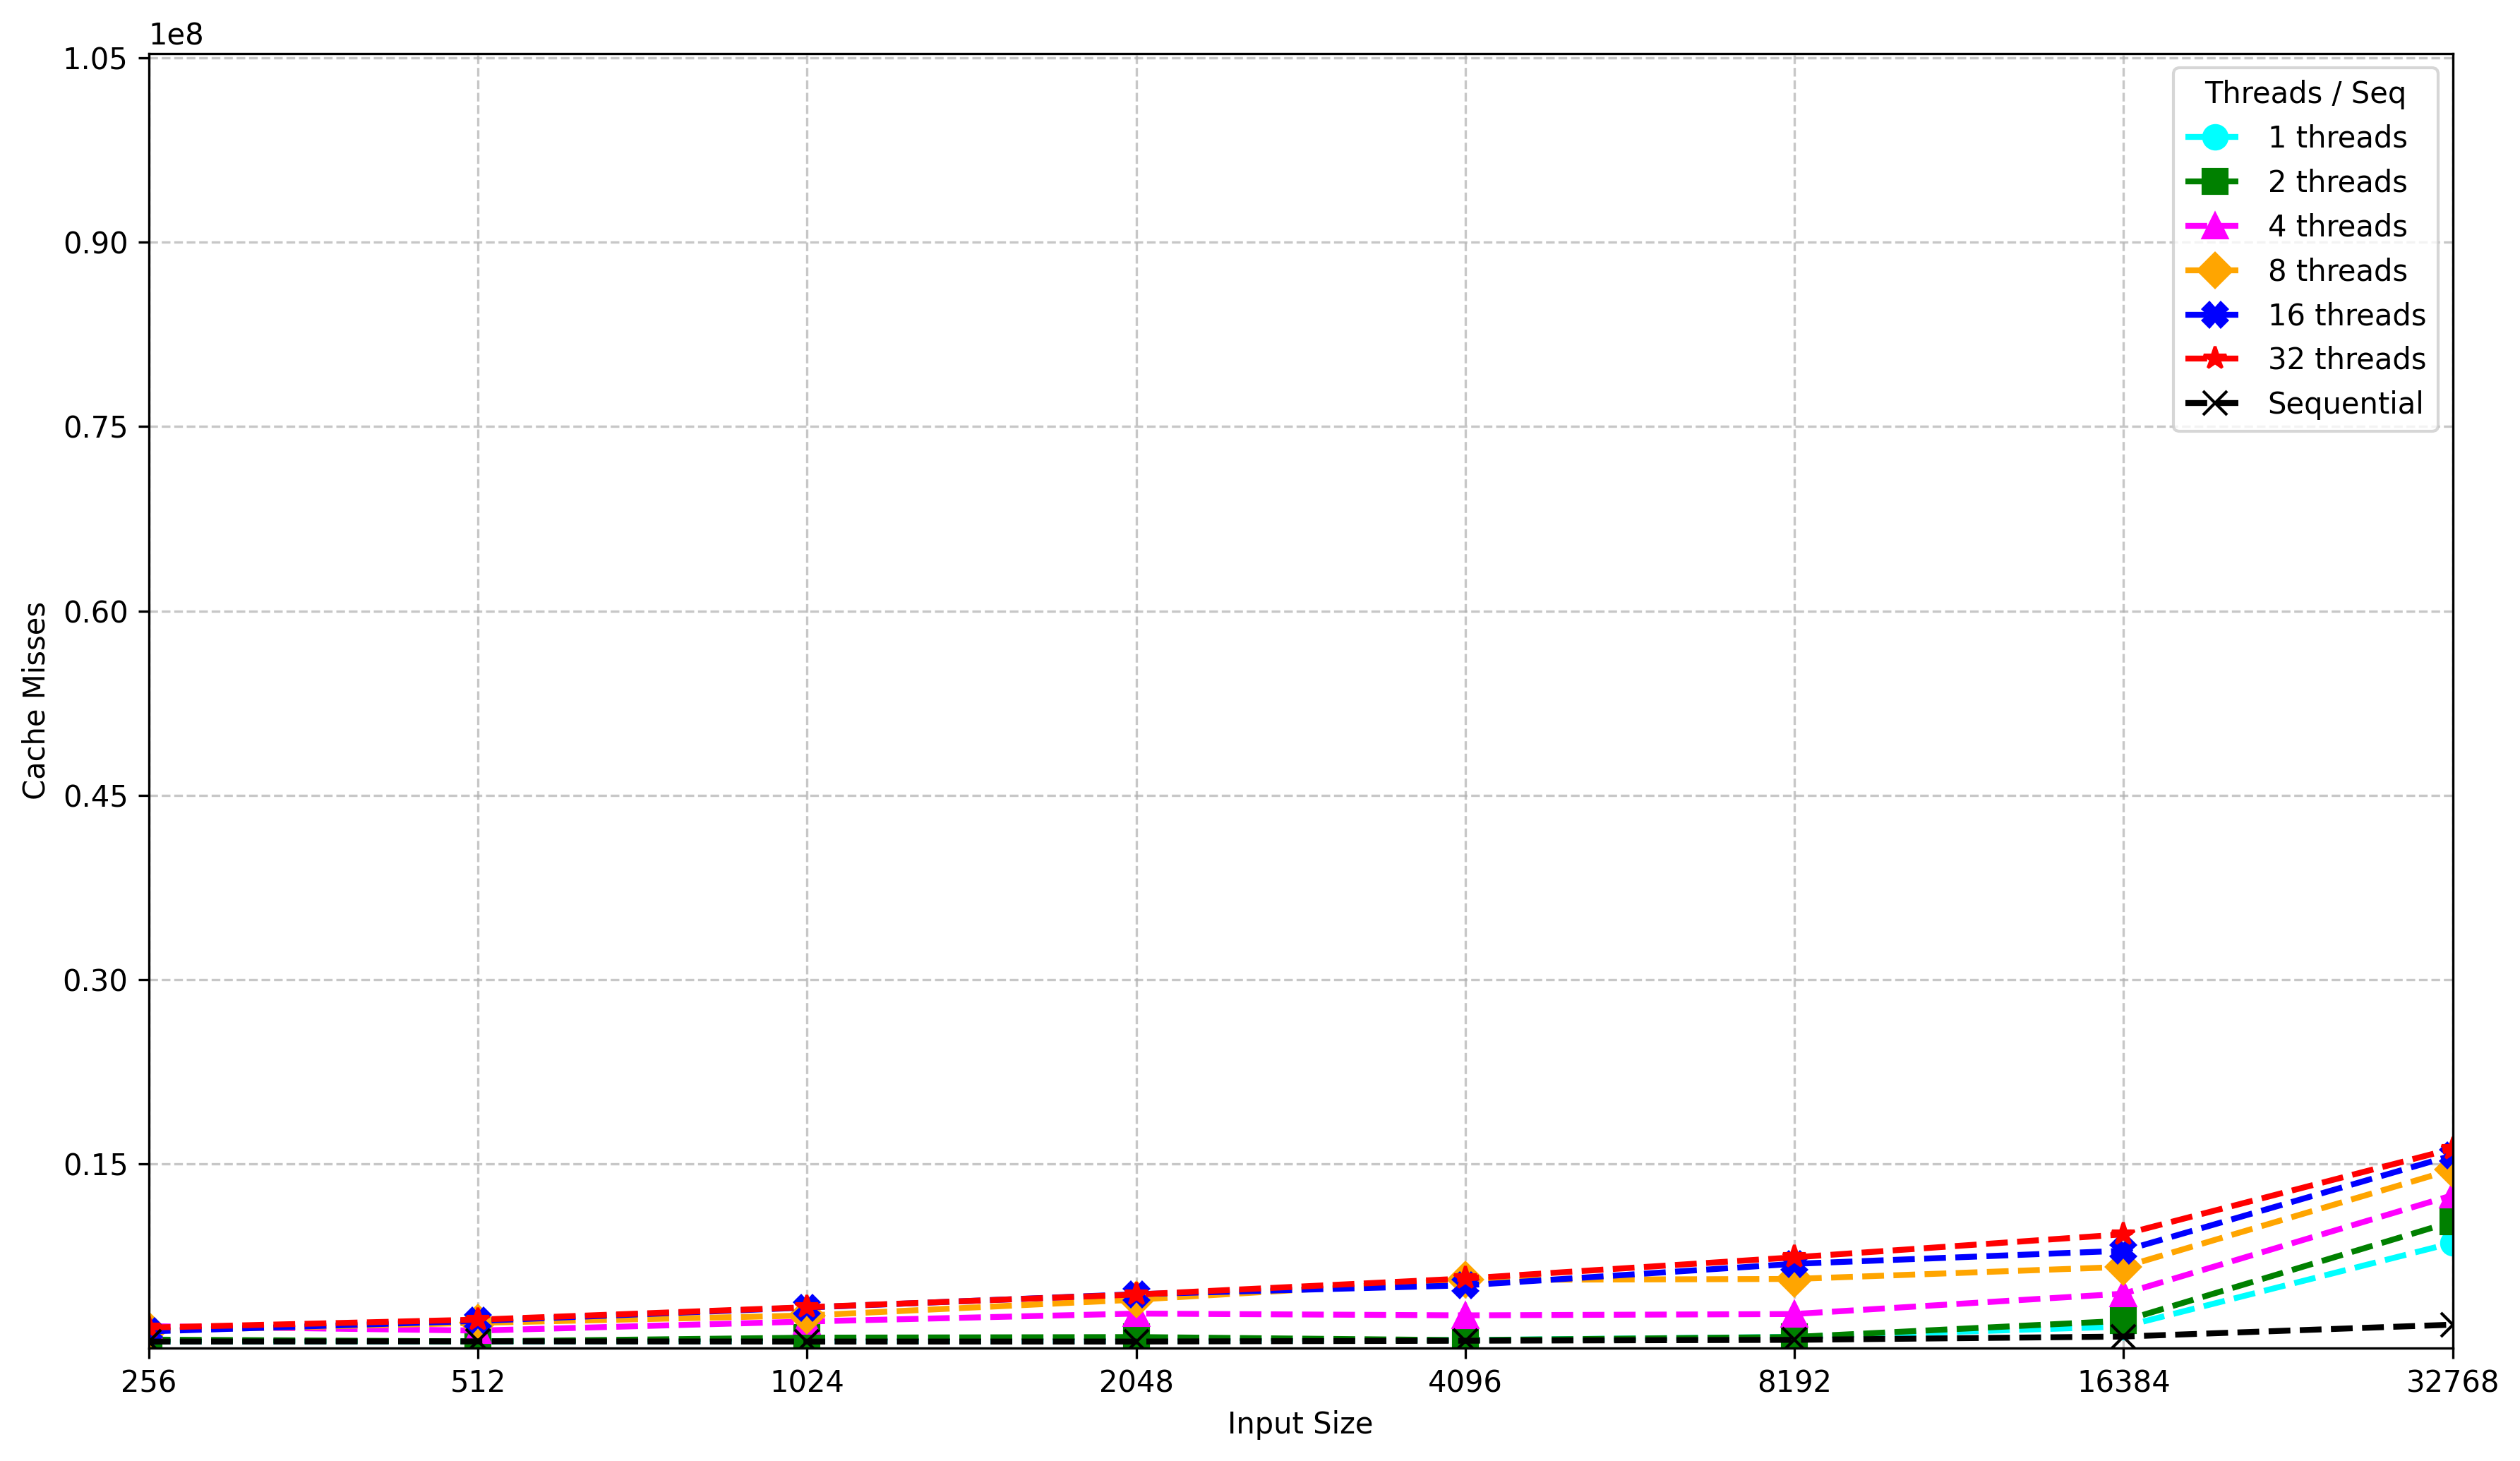 1e8
1.05
0.90
0.75
0.60
0.45
0.30
0.15
Cache Misses
Threads / Seq
1 threads
2 threads
4 threads
8 threads
16 threads
32 threads
Sequential
256 512 1024 2048 4096 8192 16384 32768
Input Size